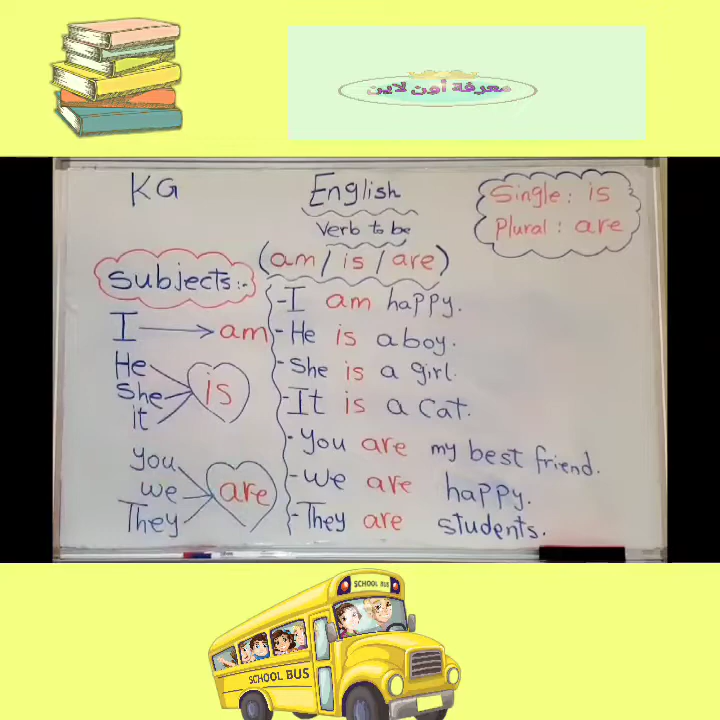 معرفة أون لاين
KG
English
Single: is
Plural: are
Verb to be
(am/is/are)
Subjects:-
I → am
He
She
it
is
you
we
They
are
-I am happy.
-He is a boy.
-She is a girl.
-It is a cat.
-You are my best friend.
-We are happy.
-They are students.
SCHOOL BUS
SCHOOL BUS